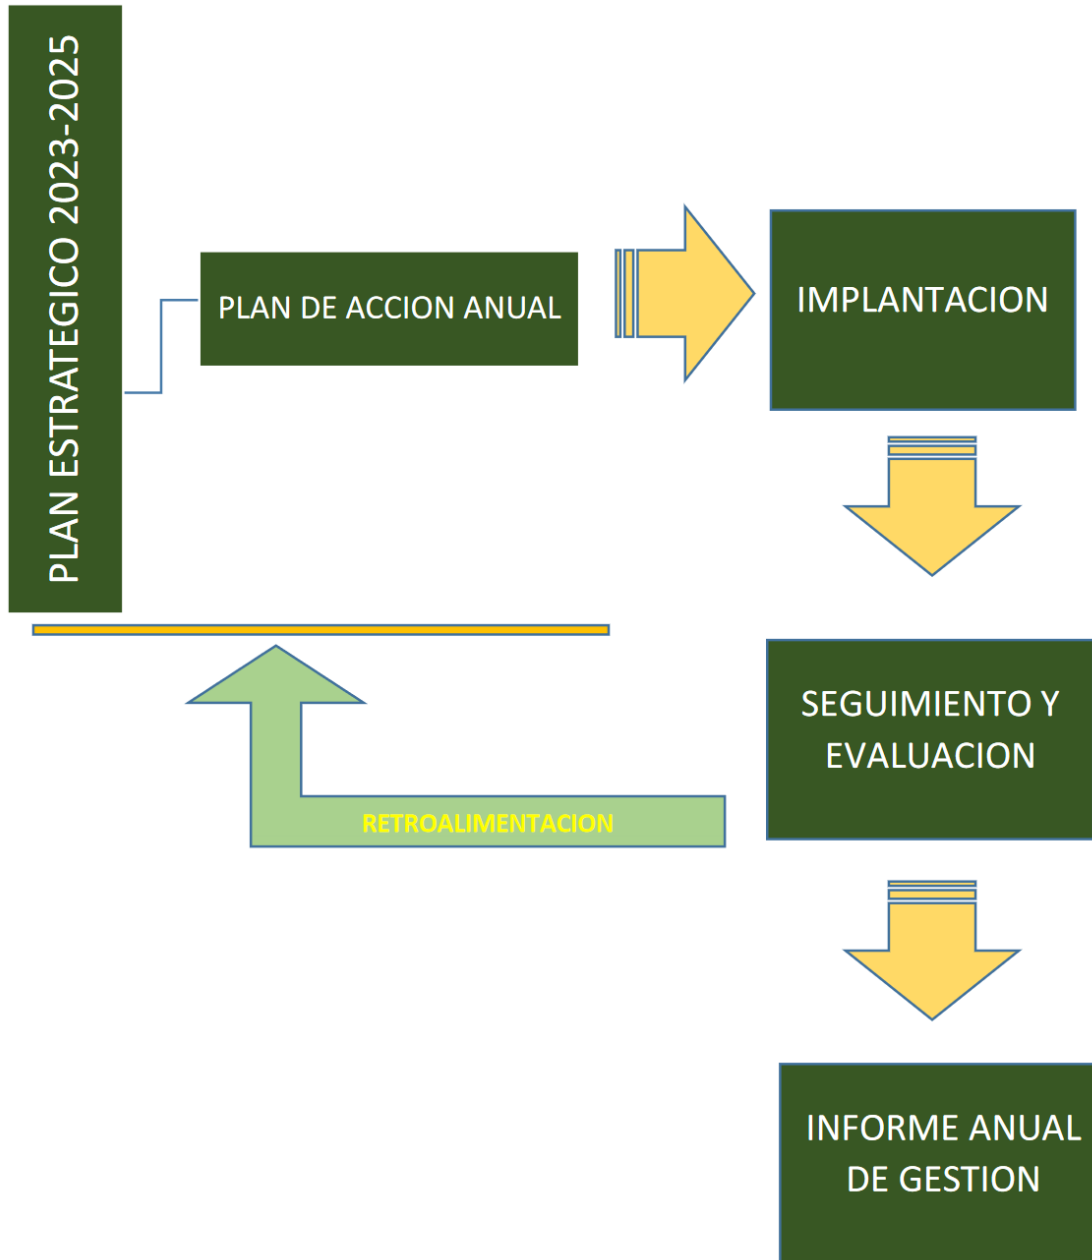 PLAN ESTRATEGICO 2023-2025
PLAN DE ACCION ANUAL
IMPLANTACION
SEGUIMIENTO Y
EVALUACION
RETROALIMENTACION
INFORME ANUAL
DE GESTION